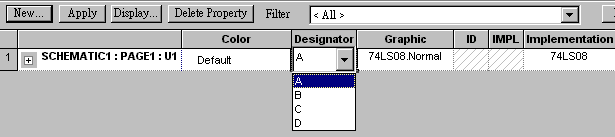 New... Apply Display... Delete Property Filter < All >
Color Designator Graphic ID IMPL Implementation
1 SCHEMATIC1 : PAGE1 : U1 Default A 74LS08.Normal 74LS08
A
B
C
D